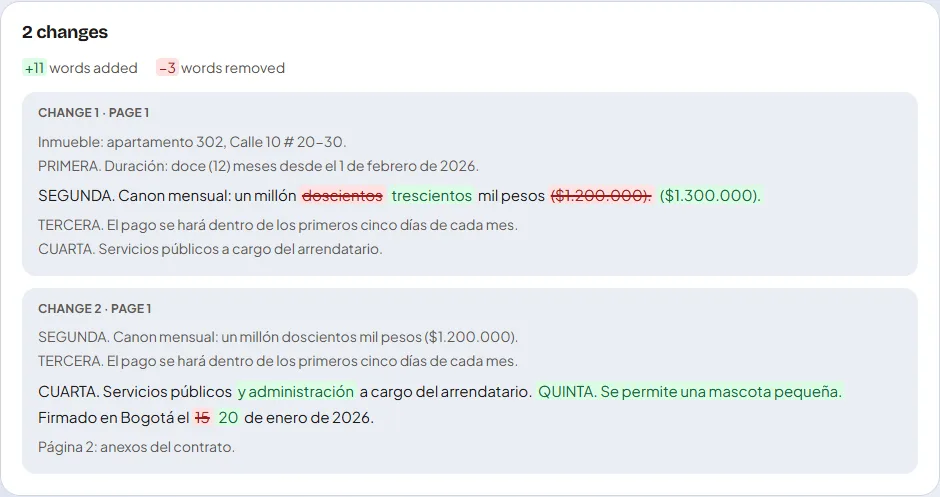 2 changes
+11 words added −3 words removed
CHANGE 1 · PAGE 1
Inmueble: apartamento 302, Calle 10 # 20-30.
PRIMERA. Duración: doce (12) meses desde el 1 de febrero de 2026.
SEGUNDA. Canon mensual: un millón doscientos trescientos mil pesos ($1.200.000). ($1.300.000).
TERCERA. El pago se hará dentro de los primeros cinco días de cada mes.
CUARTA. Servicios públicos a cargo del arrendatario.
CHANGE 2 · PAGE 1
SEGUNDA. Canon mensual: un millón doscientos mil pesos ($1.200.000).
TERCERA. El pago se hará dentro de los primeros cinco días de cada mes.
CUARTA. Servicios públicos y administración a cargo del arrendatario. QUINTA. Se permite una mascota pequeña.
Firmado en Bogotá el 15 20 de enero de 2026.
Página 2: anexos del contrato.